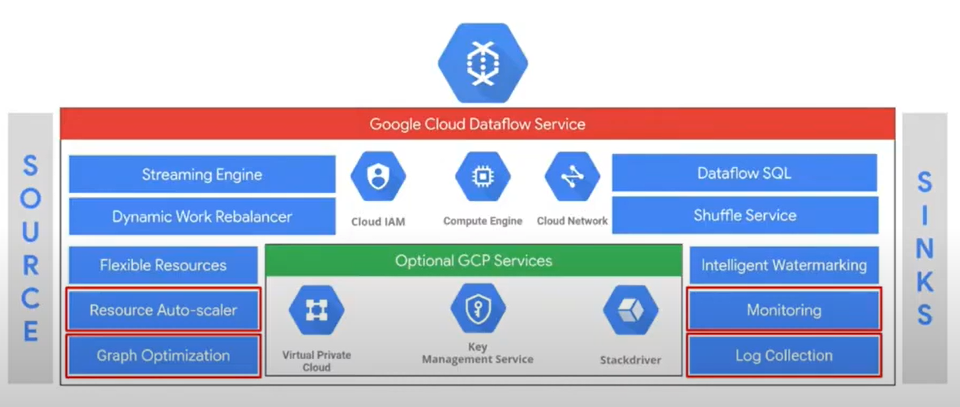 Google Cloud Dataflow Service
SOURCE
Streaming Engine
Dynamic Work Rebalancer
Cloud IAM
Compute Engine
Cloud Network
Dataflow SQL
Shuffle Service
SINKS
Flexible Resources
Resource Auto-scaler
Graph Optimization
Optional GCP Services
Virtual Private
Cloud
Key
Management Service
Stackdriver
Intelligent Watermarking
Monitoring
Log Collection